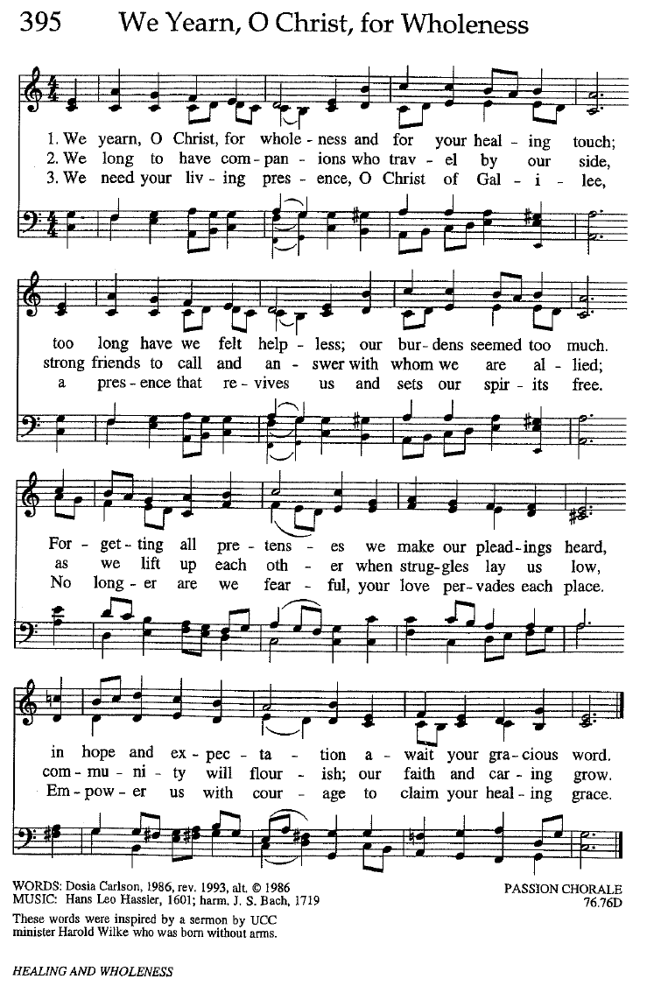 395 We Yearn, O Christ, for Wholeness
1. We yearn, O Christ, for whole - ness and for your heal - ing touch;
2. We long to have com - pan - ions who trav - el by our side,
3. We need your liv - ing pres - ence, O Christ of Gal - i - lee,
too long have we felt help - less; our bur - dens seemed too much.
strong friends to call and an - swer with whom we are al - lied;
a pres - ence that re - vives us and sets our spir - its free.
For - get - ting all pre - tens - es we make our plead - ings heard,
as we lift up each oth - er when strug - gles lay us low,
No long - er are we fear - ful, your love per - vades each place.
in hope and ex - pec - ta - tion a - wait your gra - cious word.
com - mu - ni - ty will flour - ish; our faith and car - ing grow.
Em - pow - er us with cour - age to claim your heal - ing grace.
WORDS: Dosia Carlson, 1986, rev. 1993, alt. © 1986
MUSIC: Hans Leo Hassler, 1601; harm. J. S. Bach, 1719
PASSION CHORALE
76.76D
These words were inspired by a sermon by UCC
minister Harold Wilke who was born without arms.
HEALING AND WHOLENESS